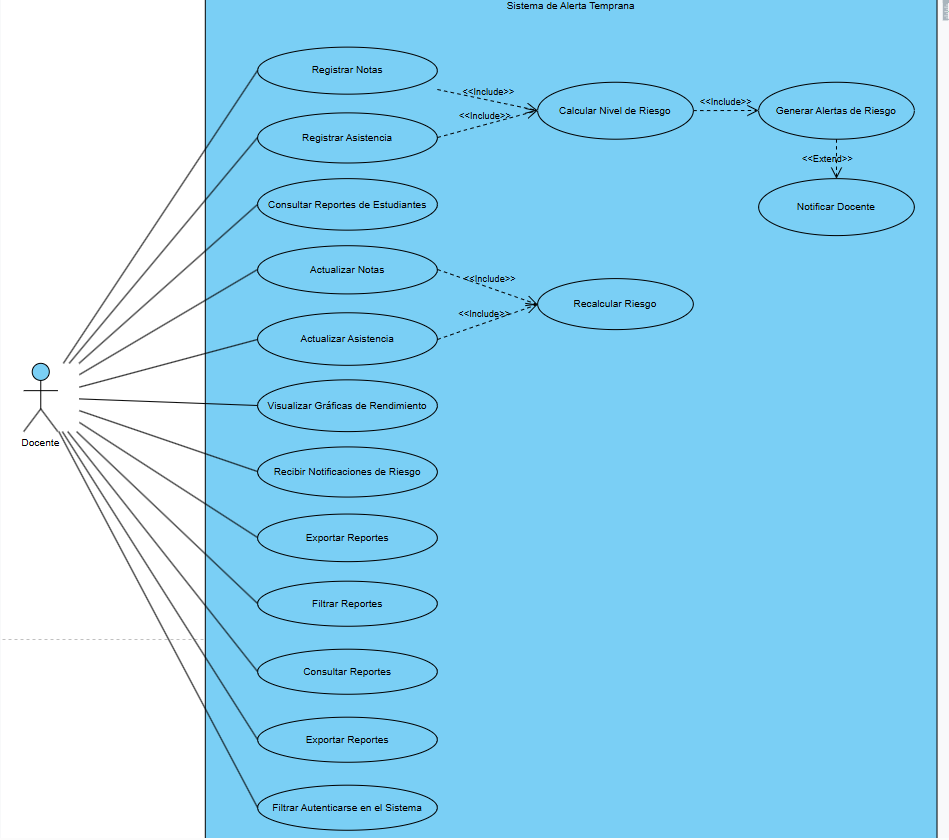 Sistema de Alerta Temprana
Registrar Notas
<<Include>>
Calcular Nivel de Riesgo
<<Include>>
Generar Alertas de Riesgo
<<Include>>
Registrar Asistencia
<<Extend>>
Consultar Reportes de Estudiantes
Notificar Docente
Actualizar Notas
<<Include>>
Recalcular Riesgo
<<Include>>
Actualizar Asistencia
Visualizar Gráficas de Rendimiento
Docente
Recibir Notificaciones de Riesgo
Exportar Reportes
Filtrar Reportes
Consultar Reportes
Exportar Reportes
Filtrar Autenticarse en el Sistema